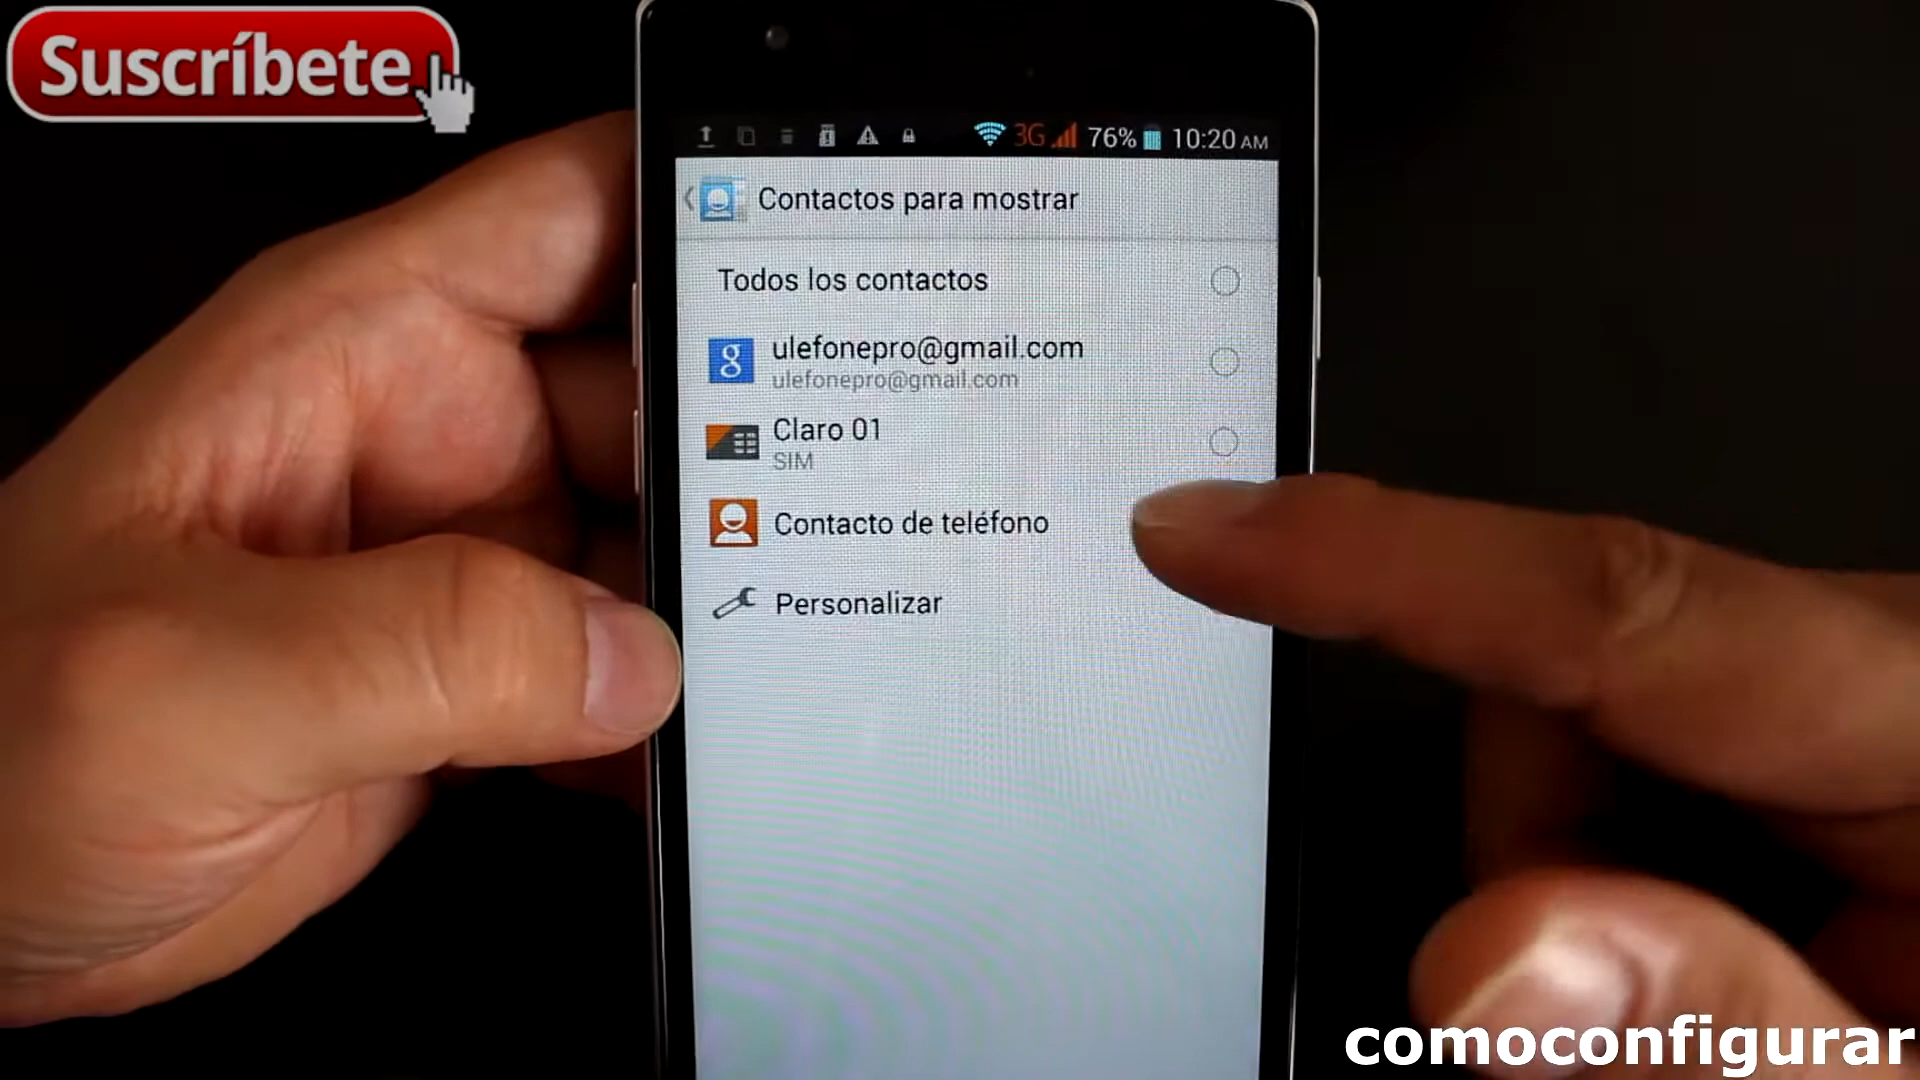 Suscríbete
3G 76% 10:20 AM
Contactos para mostrar
Todos los contactos
g
ulefonepro@gmail.com
ulefonepro@gmail.com
Claro 01
SIM
Contacto de teléfono
Personalizar
comoconfigurar